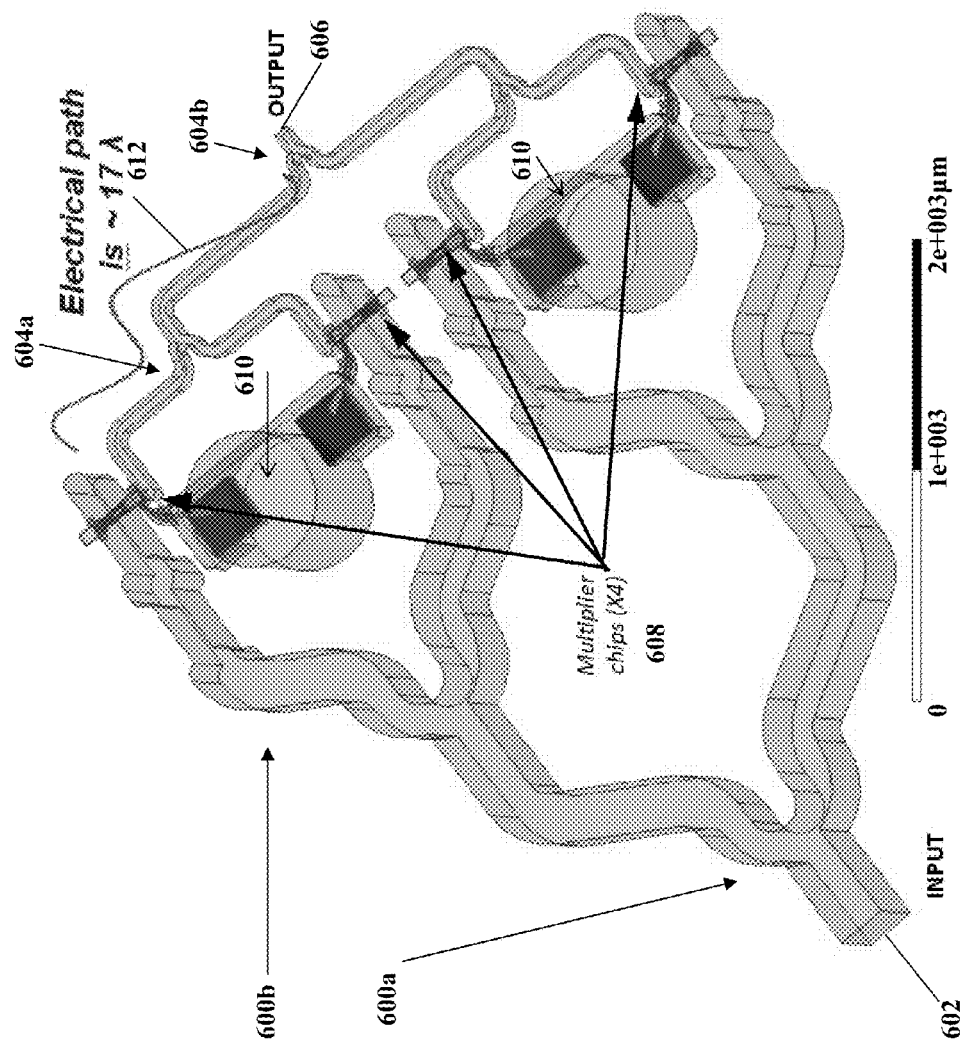 Electrical path
is ~ 17 λ
612
OUTPUT
606
604b
604a
610
610
Multiplier
chips (X4)
608
600b
600a
INPUT
602
0
1e+003
2e+003µm